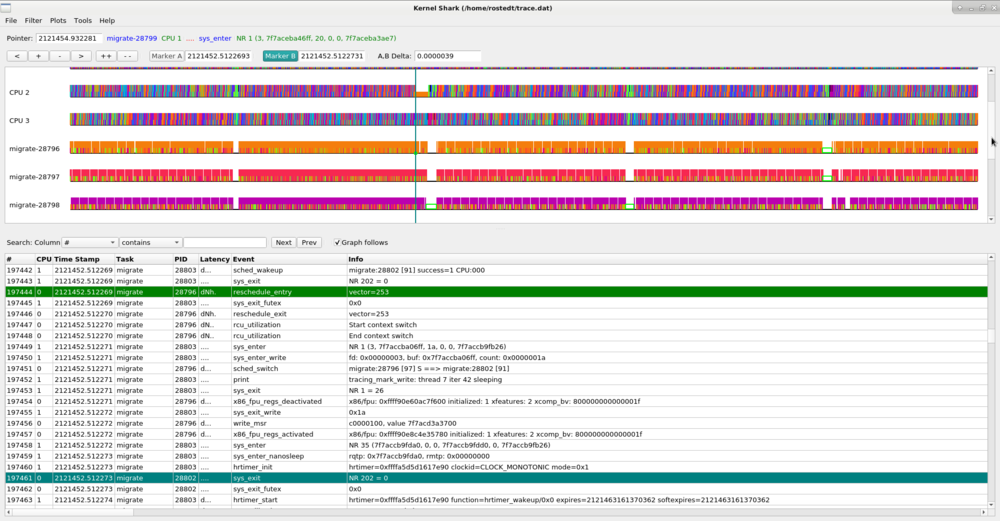 Kernel Shark (/home/rostedt/trace.dat)
File Filter Plots Tools Help
Pointer: 2121454.932281 migrate-28799 CPU 1 .... sys_enter NR 1 (3, 7f7aceba46ff, 20, 0, 0, 7f7aceba3ae7)
< + - > ++ -- Marker A 2121452.5122693 Marker B 2121452.5122731 A,B Delta: 0.0000039
CPU 2
CPU 3
migrate-28796
migrate-28797
migrate-28798
Search: Column # contains Next Prev ✓Graph follows
# CPU Time Stamp Task PID Latency Event Info
197442 1 2121452.512269 migrate 28803 d... sched_wakeup migrate:28802 [91] success=1 CPU:000
197443 1 2121452.512269 migrate 28803 .... sys_exit NR 202 = 0
197444 0 2121452.512269 migrate 28796 dNh. reschedule_entry vector=253
197445 1 2121452.512269 migrate 28803 .... sys_exit_futex 0x0
197446 0 2121452.512270 migrate 28796 dNh. reschedule_exit vector=253
197447 0 2121452.512270 migrate 28796 dN.. rcu_utilization Start context switch
197448 0 2121452.512270 migrate 28796 dN.. rcu_utilization End context switch
197449 1 2121452.512271 migrate 28803 .... sys_enter NR 1 (3, 7f7accba06ff, 1a, 0, 0, 7f7accb9fb26)
197450 1 2121452.512271 migrate 28803 .... sys_enter_write fd: 0x00000003, buf: 0x7f7accba06ff, count: 0x0000001a
197451 0 2121452.512271 migrate 28796 d... sched_switch migrate:28796 [97] S ==> migrate:28802 [91]
197452 1 2121452.512271 migrate 28803 .... print tracing_mark_write: thread 7 iter 42 sleeping
197453 1 2121452.512271 migrate 28803 .... sys_exit NR 1 = 26
197454 0 2121452.512271 migrate 28796 d... x86_fpu_regs_deactivated x86/fpu: 0xffff90e60ac7f600 initialized: 1 xfeatures: 2 xcomp_bv: 800000000000001f
197455 1 2121452.512272 migrate 28803 .... sys_exit_write 0x1a
197456 0 2121452.512272 migrate 28796 d... write_msr c0000100, value 7f7acd3a3700
197457 0 2121452.512272 migrate 28796 d... x86_fpu_regs_activated x86/fpu: 0xffff90e8c4e35780 initialized: 1 xfeatures: 2 xcomp_bv: 800000000000001f
197458 1 2121452.512272 migrate 28803 .... sys_enter NR 35 (7f7accb9fda0, 0, 0, 7f7accb9fdd0, 0, 7f7accb9fb26)
197459 1 2121452.512273 migrate 28803 .... sys_enter_nanosleep rqtp: 0x7f7accb9fda0, rmtp: 0x00000000
197460 1 2121452.512273 migrate 28803 .... hrtimer_init hrtimer=0xffffa5d5d1617e90 clockid=CLOCK_MONOTONIC mode=0x1
197461 0 2121452.512273 migrate 28802 .... sys_exit NR 202 = 0
197462 0 2121452.512273 migrate 28802 .... sys_exit_futex 0x0
197463 1 2121452.512274 migrate 28803 d... hrtimer_start hrtimer=0xffffa5d5d1617e90 function=hrtimer_wakeup/0x0 expires=2121463161370362 softexpires=2121463161370362